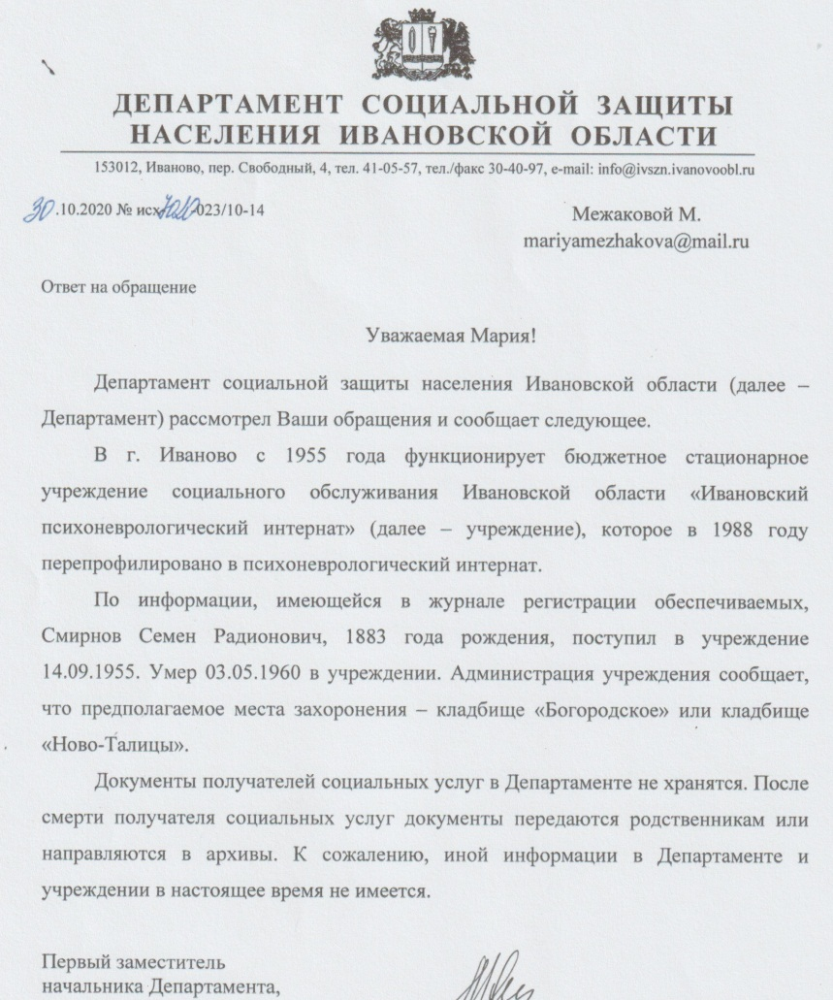 ДЕПАРТАМЕНТ СОЦИАЛЬНОЙ ЗАЩИТЫ
НАСЕЛЕНИЯ ИВАНОВСКОЙ ОБЛАСТИ
153012, Иваново, пер. Свободный, 4, тел. 41-05-57, тел./факс 30-40-97, e-mail: info@ivszn.ivanovoobl.ru
30.10.2020 № исх 023/10-14
Межаковой М.
mariyamezhakova@mail.ru
Ответ на обращение
Уважаемая Мария!
Департамент социальной защиты населения Ивановской области (далее –
Департамент) рассмотрел Ваши обращения и сообщает следующее.
В г. Иваново с 1955 года функционирует бюджетное стационарное
учреждение социального обслуживания Ивановской области «Ивановский
психоневрологический интернат» (далее – учреждение), которое в 1988 году
перепрофилировано в психоневрологический интернат.
По информации, имеющейся в журнале регистрации обеспечиваемых,
Смирнов Семен Радионович, 1883 года рождения, поступил в учреждение
14.09.1955. Умер 03.05.1960 в учреждении. Администрация учреждения сообщает,
что предполагаемое места захоронения – кладбище «Богородское» или кладбище
«Ново-Талицы».
Документы получателей социальных услуг в Департаменте не хранятся. После
смерти получателя социальных услуг документы передаются родственникам или
направляются в архивы. К сожалению, иной информации в Департаменте и
учреждении в настоящее время не имеется.
Первый заместитель
начальника Департамента,